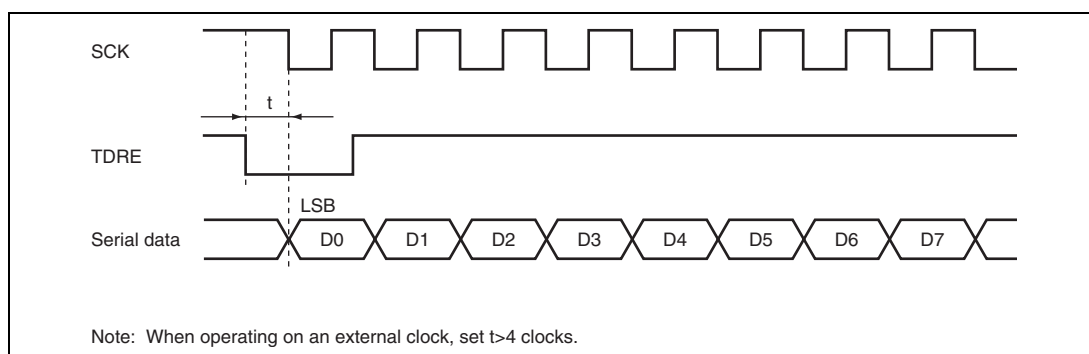 SCK
t
TDRE
LSB
Serial data
D0 D1 D2 D3 D4 D5 D6 D7
Note: When operating on an external clock, set t>4 clocks.